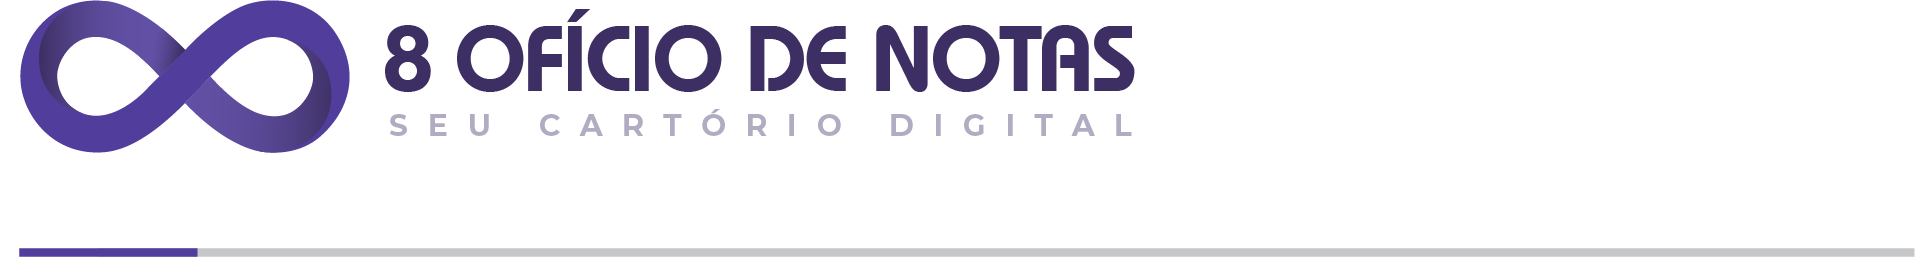 8 OFÍCIO DE NOTAS
SEU CARTÓRIO DIGITAL